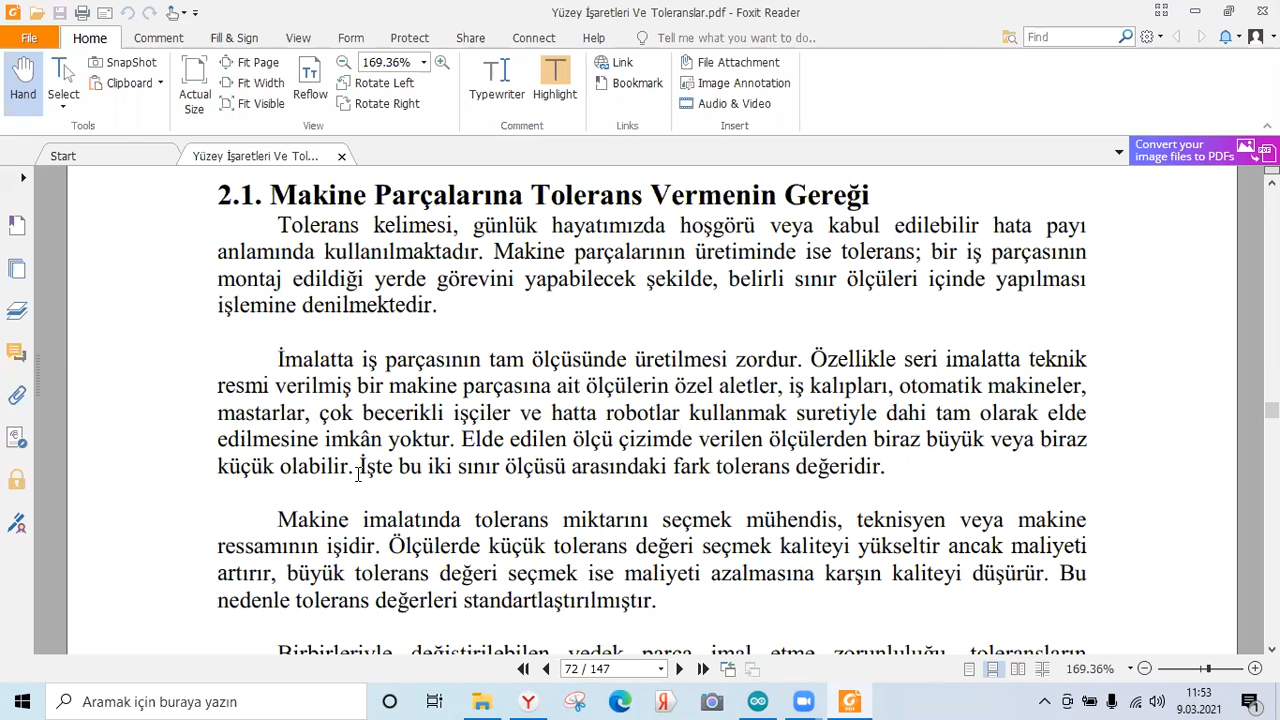 Yüzey İşaretleri Ve Toleranslar.pdf - Foxit Reader
File Home Comment Fill & Sign View Form Protect Share Connect Help Tell me what you want to do.. Find
Hand Select SnapShot Clipboard Actual Size Fit Page Fit Width Fit Visible Reflow 169.36% Rotate Left Rotate Right Typewriter Highlight Link Bookmark File Attachment Image Annotation Audio & Video
Tools View Comment Links Insert
Start Yüzey İşaretleri Ve Tol... Convert your
image files to PDFs
2.1. Makine Parçalarına Tolerans Vermenin Gereği
Tolerans kelimesi, günlük hayatımızda hoşgörü veya kabul edilebilir hata payı
anlamında kullanılmaktadır. Makine parçalarının üretiminde ise tolerans; bir iş parçasının
montaj edildiği yerde görevini yapabilecek şekilde, belirli sınır ölçüleri içinde yapılması
işlemine denilmektedir.
İmalatta iş parçasının tam ölçüsünde üretilmesi zordur. Özellikle seri imalatta teknik
resmi verilmiş bir makine parçasına ait ölçülerin özel aletler, iş kalıpları, otomatik makineler,
mastarlar, çok becerikli işçiler ve hatta robotlar kullanmak suretiyle dahi tam olarak elde
edilmesine imkân yoktur. Elde edilen ölçü çizimde verilen ölçülerden biraz büyük veya biraz
küçük olabilir. İşte bu iki sınır ölçüsü arasındaki fark tolerans değeridir.
Makine imalatında tolerans miktarını seçmek mühendis, teknisyen veya makine
ressamının işidir. Ölçülerde küçük tolerans değeri seçmek kaliteyi yükseltir ancak maliyeti
artırır, büyük tolerans değeri seçmek ise maliyeti azalmasına karşın kaliteyi düşürür. Bu
nedenle tolerans değerleri standartlaştırılmıştır.
Birbirleriyle değiştirilebilen yedek parça imal etme zorunluluğu, toleransların
72 / 147 169.36%
Aramak için buraya yazın 11:53
9.03.2021